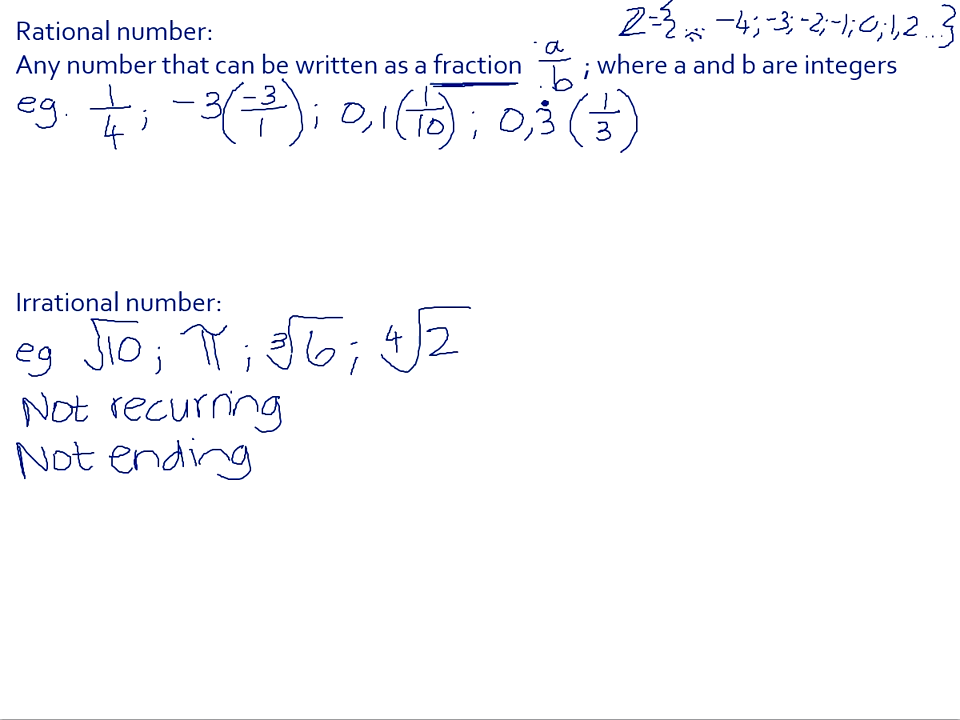 Z={... -4;-3;-2;-1;0;1,2...}
Rational number:
Any number that can be written as a fraction a/b ; where a and b are integers
eg. 1/4 ; -3(-3/1) ; 0,1(1/10) ; 0,3̇ (1/3)
Irrational number:
eg √10 ; π ; ∛6 ; ∜2
Not recurring
Not ending